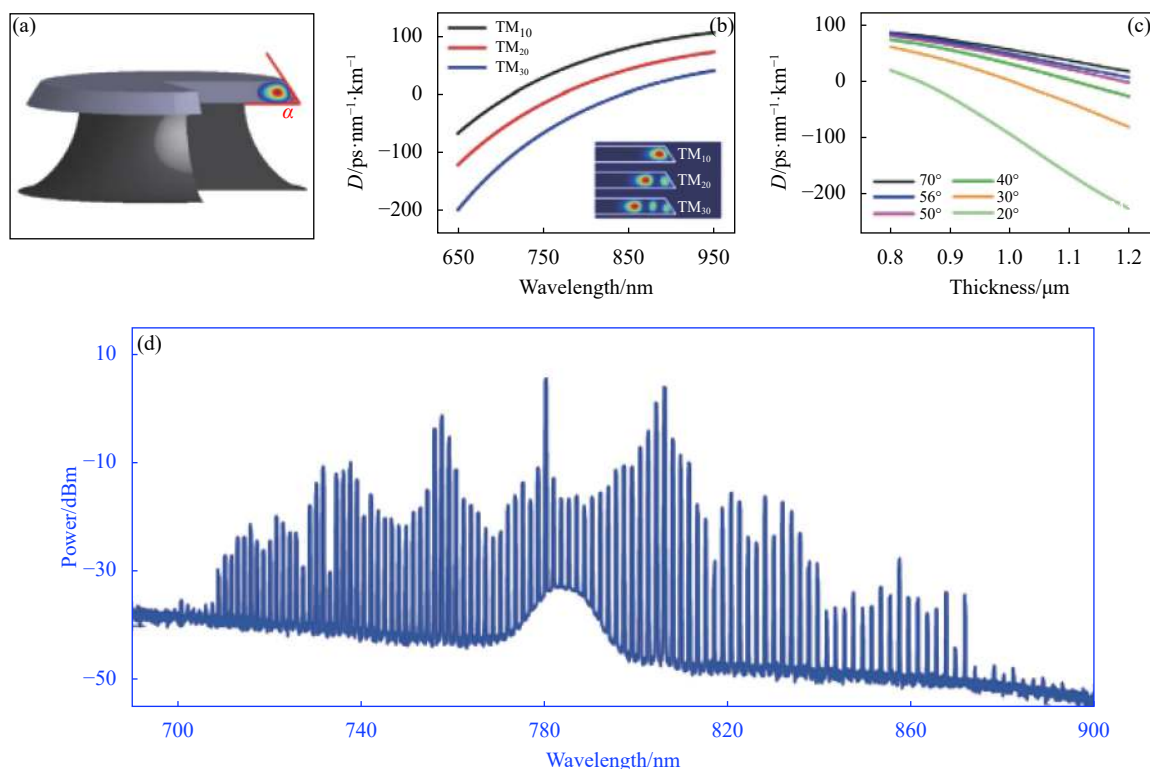 (a)
α
(b)
TM₁₀
TM₂₀
TM₃₀
D/ps·nm⁻¹·km⁻¹
100
0
−100
−200
TM₁₀
TM₂₀
TM₃₀
650 750 850 950
Wavelength/nm
(c)
D/ps·nm⁻¹·km⁻¹
100
0
−100
−200
70° 40°
56° 30°
50° 20°
0.8 0.9 1.0 1.1 1.2
Thickness/μm
(d)
Power/dBm
10
−10
−30
−50
700 740 780 820 860 900
Wavelength/nm